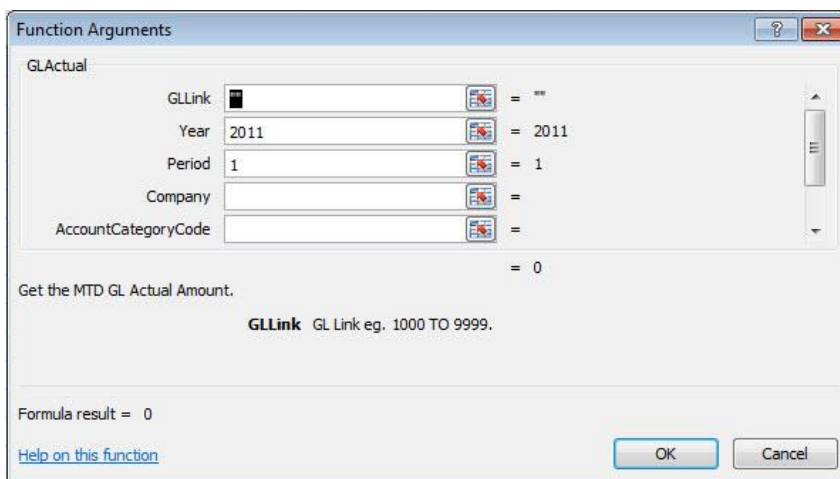 Function Arguments
GLActual
GLLink "" = ""
Year 2011 = 2011
Period 1 = 1
Company =
AccountCategoryCode =
= 0
Get the MTD GL Actual Amount.
GLLink GL Link eg. 1000 TO 9999.
Formula result = 0
Help on this function
OK Cancel